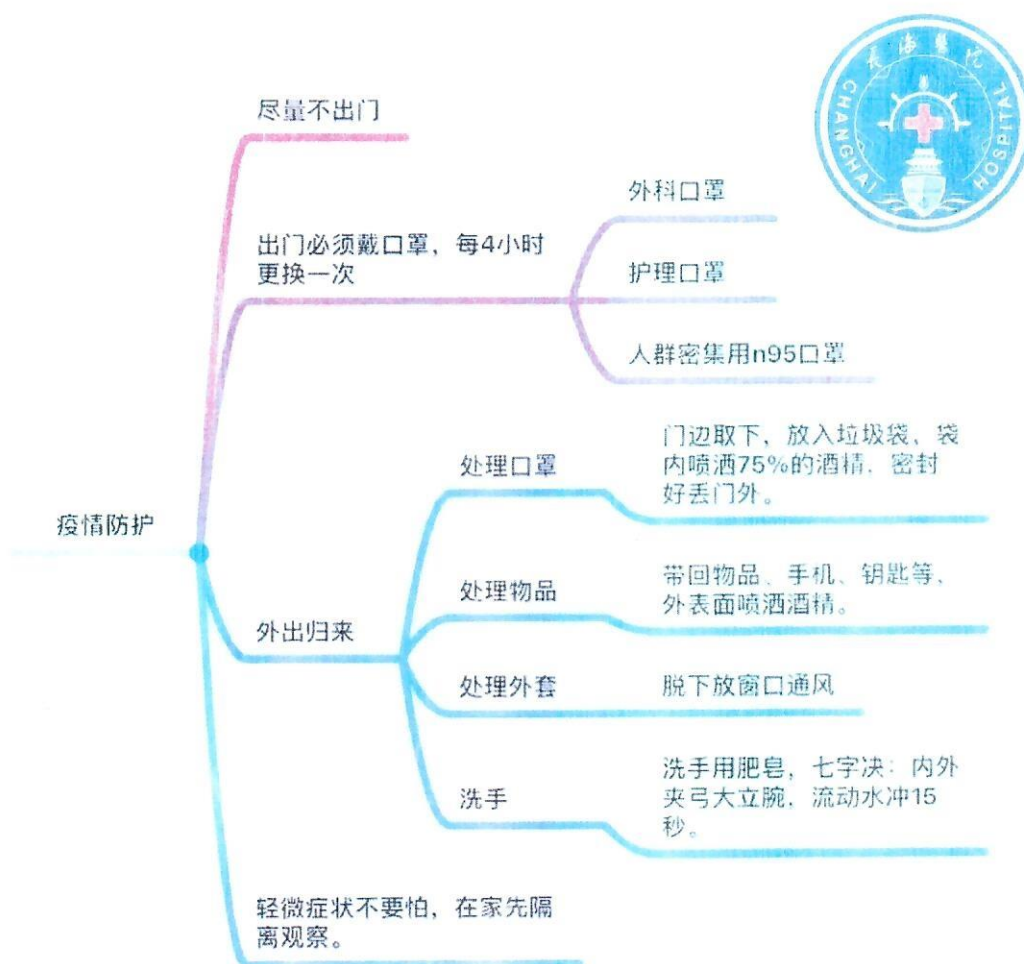 長海醫院
CHANGHAI HOSPITAL
尽量不出门
出门必须戴口罩，每4小时
更换一次
外科口罩
护理口罩
人群密集用n95口罩
疫情防护
外出归来
处理口罩
门边取下，放入垃圾袋、袋
内喷洒75%的酒精．密封
好丢门外。
处理物品
带回物品、手机、钥匙等、
外表面喷洒酒精。
处理外套
脱下放窗口通风
洗手
洗手用肥皂，七字决：内外
夹弓大立腕，流动水冲15
秒。
轻微症状不要怕，在家先隔
离观察。